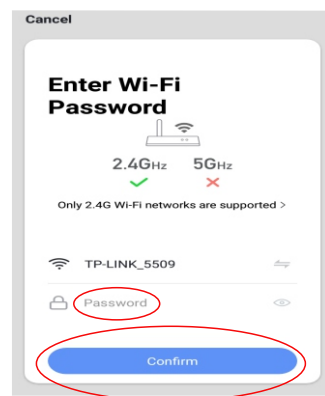 Cancel
Enter Wi-Fi
Password
2.4GHz 5GHz
Only 2.4G Wi-Fi networks are supported >
TP-LINK_5509
Password
Confirm